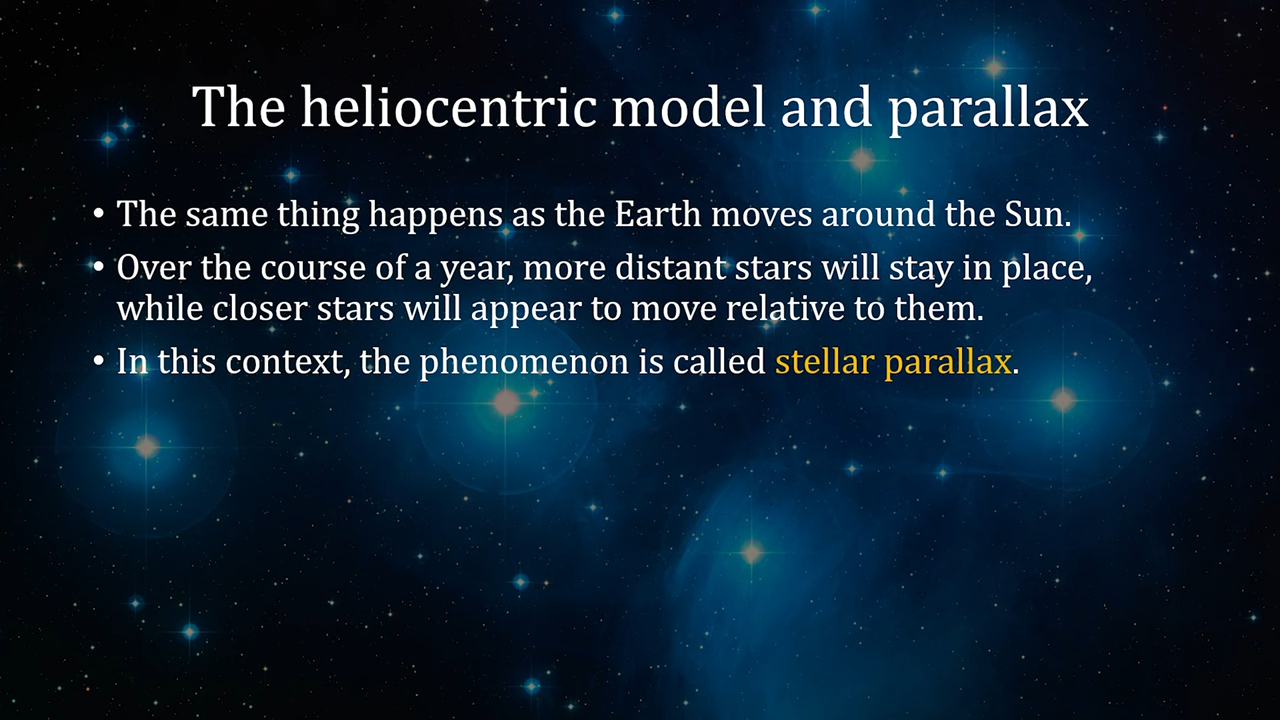 The heliocentric model and parallax
• The same thing happens as the Earth moves around the Sun.
• Over the course of a year, more distant stars will stay in place,
while closer stars will appear to move relative to them.
• In this context, the phenomenon is called stellar parallax.